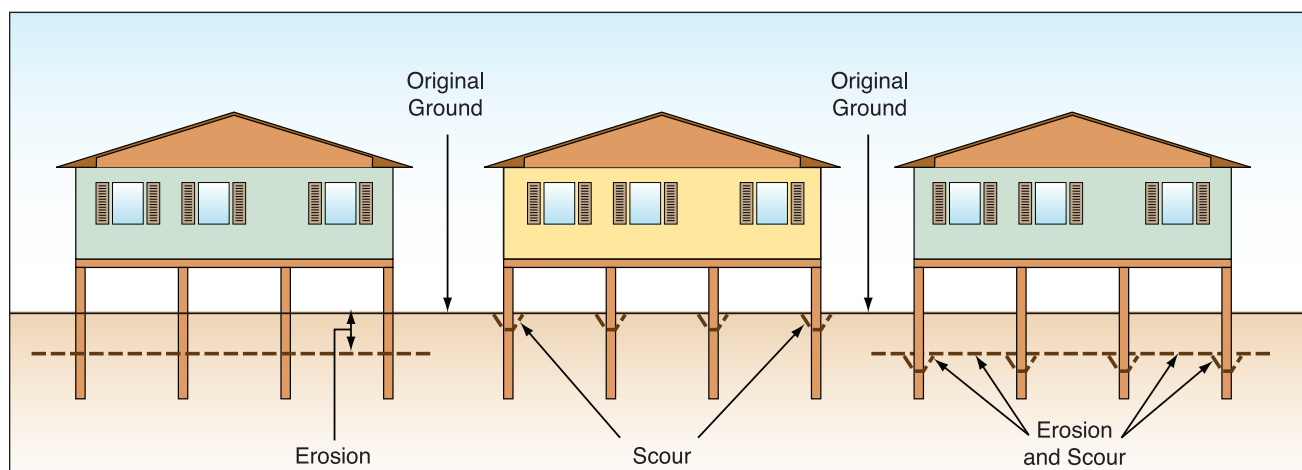 Original
Ground
Original
Ground
Erosion
Scour
Erosion
and Scour